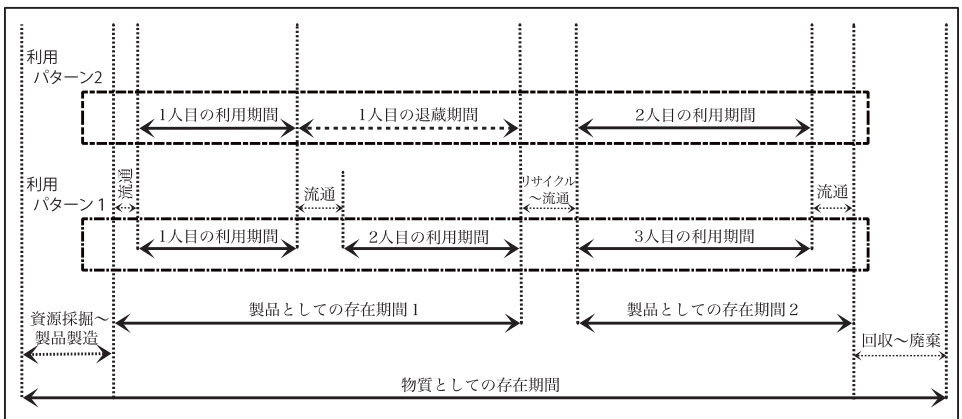 利用
パターン2
1人目の利用期間
1人目の退蔵期間
2人目の利用期間
利用
パターン1
流通
流通
リサイクル
～流通
流通
1人目の利用期間
2人目の利用期間
3人目の利用期間
資源採掘～
製品製造
製品としての存在期間1
製品としての存在期間2
回収～廃棄
物質としての存在期間